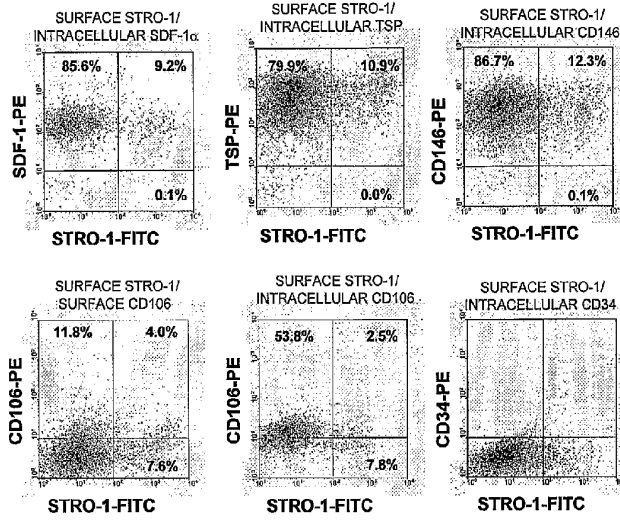 SURFACE STRO-1/
INTRACELLULAR SDF-1α
85.6%
9.2%
0.1%
SDF-1-PE
STRO-1-FITC
SURFACE STRO-1/
INTRACELLULAR TSP
79.9%
10.9%
0.0%
TSP-PE
STRO-1-FITC
SURFACE STRO-1/
INTRACELLULAR CD146
86.7%
12.3%
0.1%
CD146-PE
STRO-1-FITC
SURFACE STRO-1/
SURFACE CD106
11.8%
4.0%
7.6%
CD106-PE
STRO-1-FITC
SURFACE STRO-1/
INTRACELLULAR CD106
53.8%
2.5%
7.8%
CD106-PE
STRO-1-FITC
SURFACE STRO-1/
INTRACELLULAR CD34
CD34-PE
STRO-1-FITC